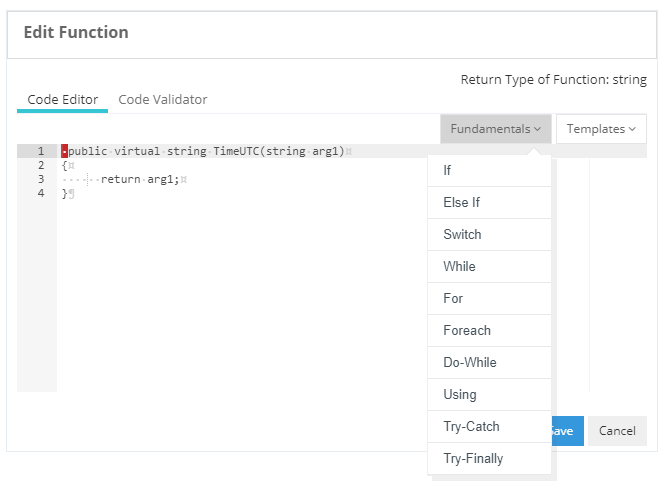 Edit Function
Return Type of Function: string
Code Editor Code Validator
Fundamentals Templates
1 public virtual string TimeUTC(string arg1)
2 {
3 return arg1;
4 }
If
Else If
Switch
While
For
Foreach
Do-While
Using
Try-Catch
Try-Finally
Cancel